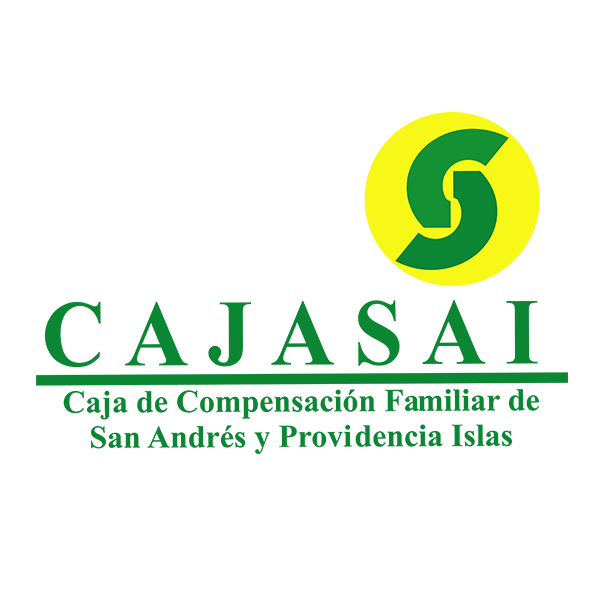 CAJASAI
Caja de Compensación Familiar de
San Andrés y Providencia Islas